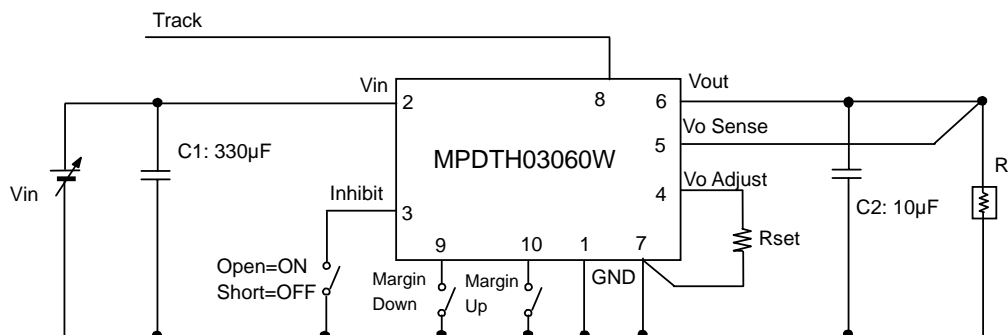 Track
Vin
Vout
2
8
6
Vo Sense
C1: 330µF
MPDTH03060W
5
R
Vo Adjust
Vin
Inhibit
4
C2: 10µF
3
Rset
9
10
1
7
Open=ON
Short=OFF
Margin
Down
Margin
Up
GND